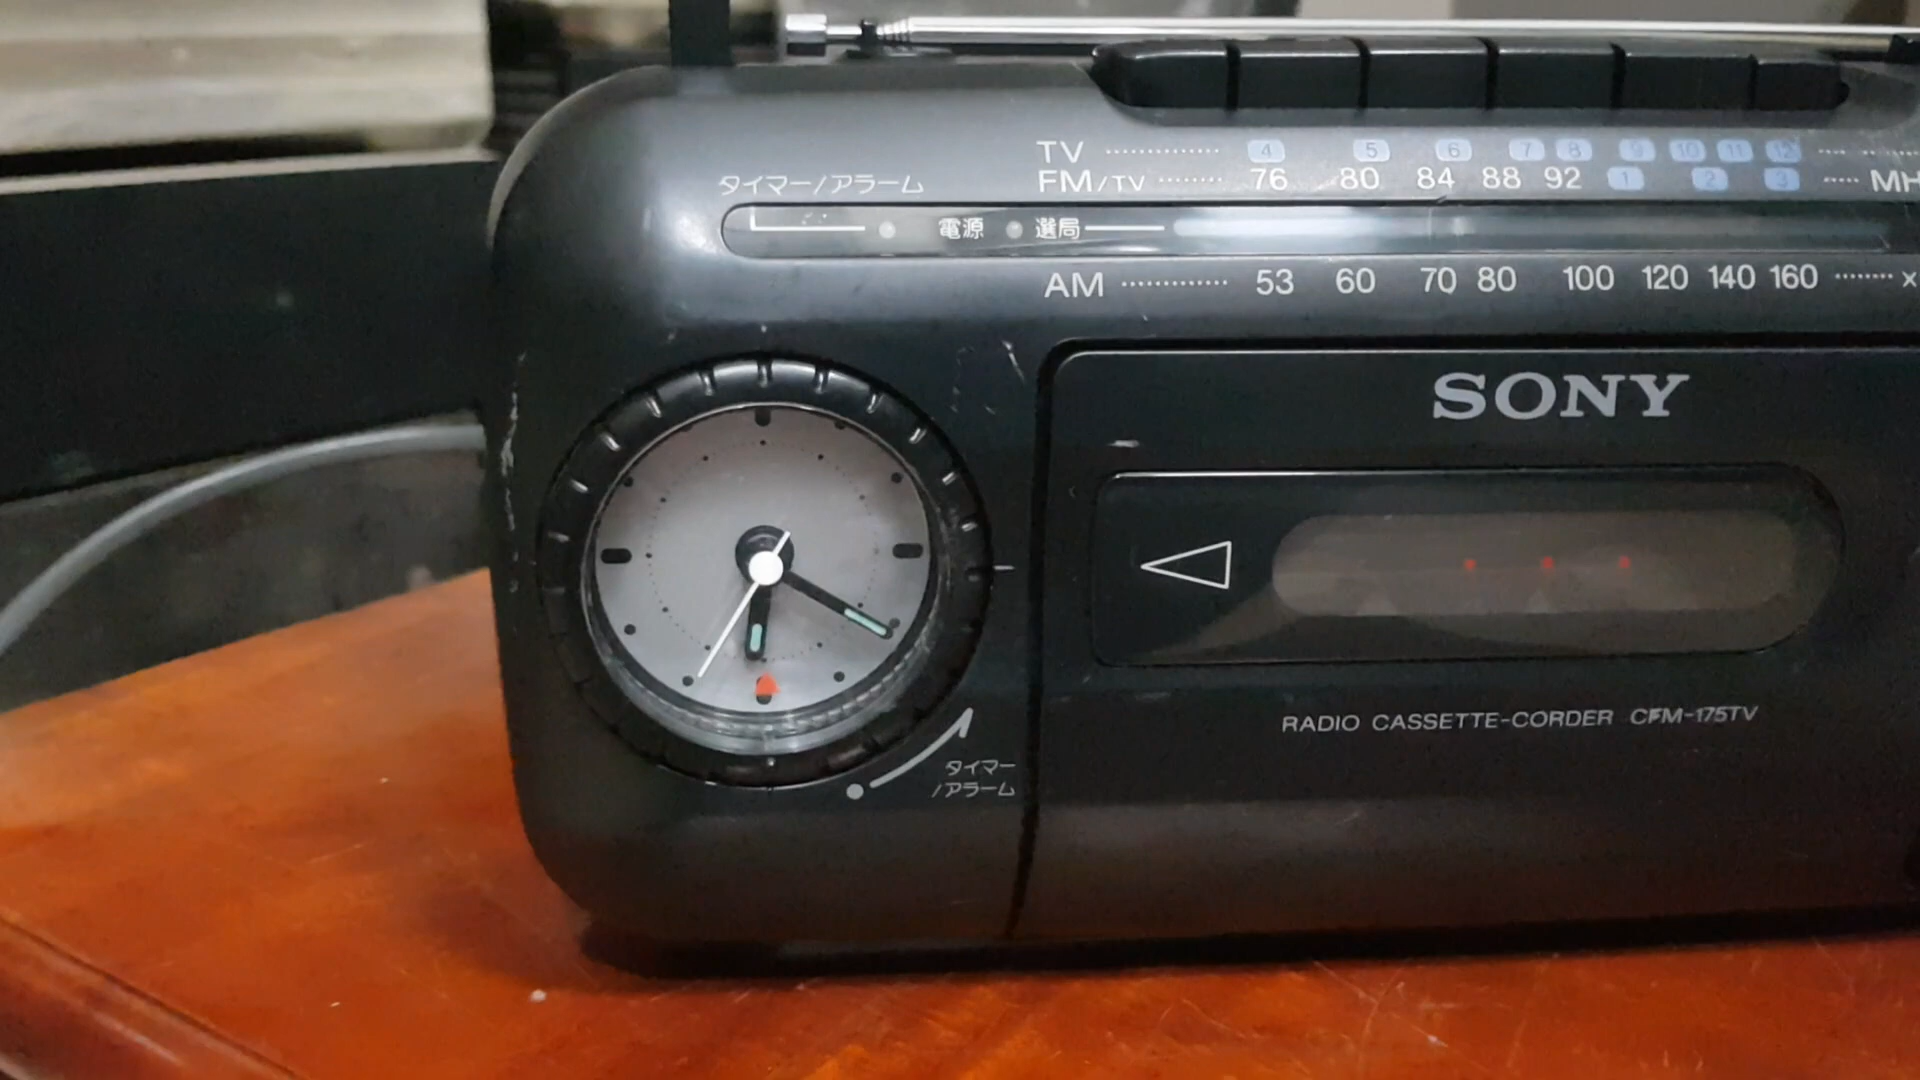 TV ............. 4 5 6 7 8 9 10 11 12
タイマー/アラーム
FM/TV ........ 76 80 84 88 92 1 2 3 ..... MH
電源 選局
AM ............. 53 60 70 80 100 120 140 160 ........ ×
SONY
RADIO CASSETTE-CORDER CFM-175TV
タイマー
/アラーム